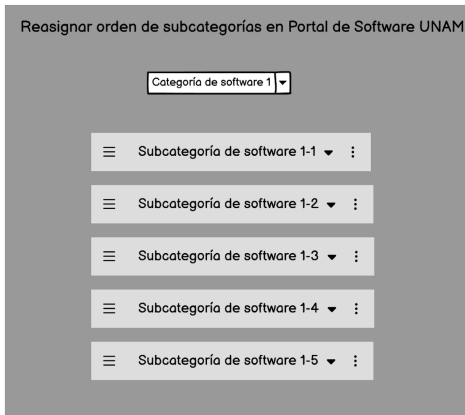 Reasignar orden de subcategorías en Portal de Software UNAM
Categoría de software 1
Subcategoría de software 1-1
Subcategoría de software 1-2
Subcategoría de software 1-3
Subcategoría de software 1-4
Subcategoría de software 1-5